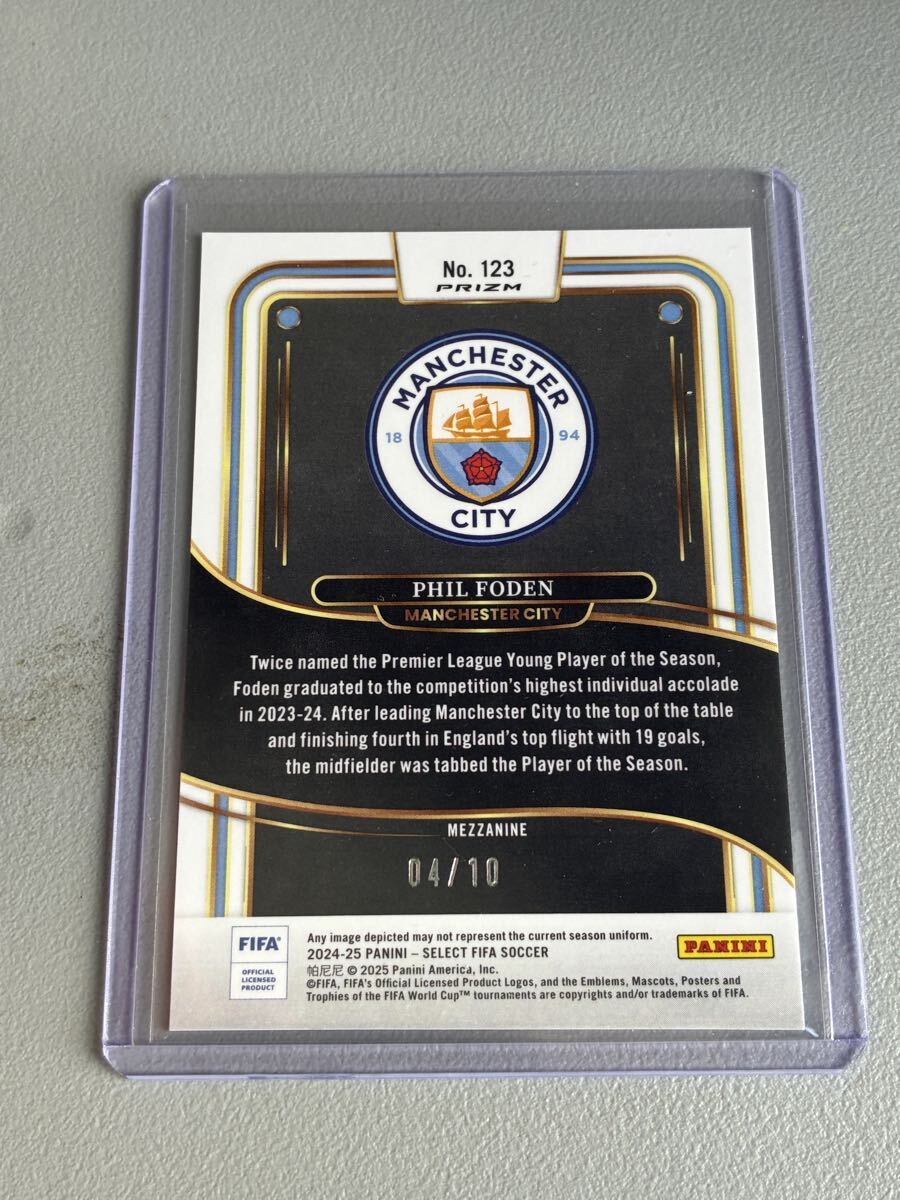 No. 123
PRIZM
MANCHESTER
18 94
CITY
PHIL FODEN
MANCHESTER CITY
Twice named the Premier League Young Player of the Season,
Foden graduated to the competition's highest individual accolade
in 2023-24. After leading Manchester City to the top of the table
and finishing fourth in England's top flight with 19 goals,
the midfielder was tabbed the Player of the Season.
MEZZANINE
04/10
FIFA®
OFFICIAL
LICENSED
PRODUCT
Any image depicted may not represent the current season uniform.
2024-25 PANINI – SELECT FIFA SOCCER
帕尼尼 © 2025 Panini America, Inc.
©FIFA, FIFA's Official Licensed Product Logos, and the Emblems, Mascots, Posters and
Trophies of the FIFA World Cup™ tournaments are copyrights and/or trademarks of FIFA.
PANINI